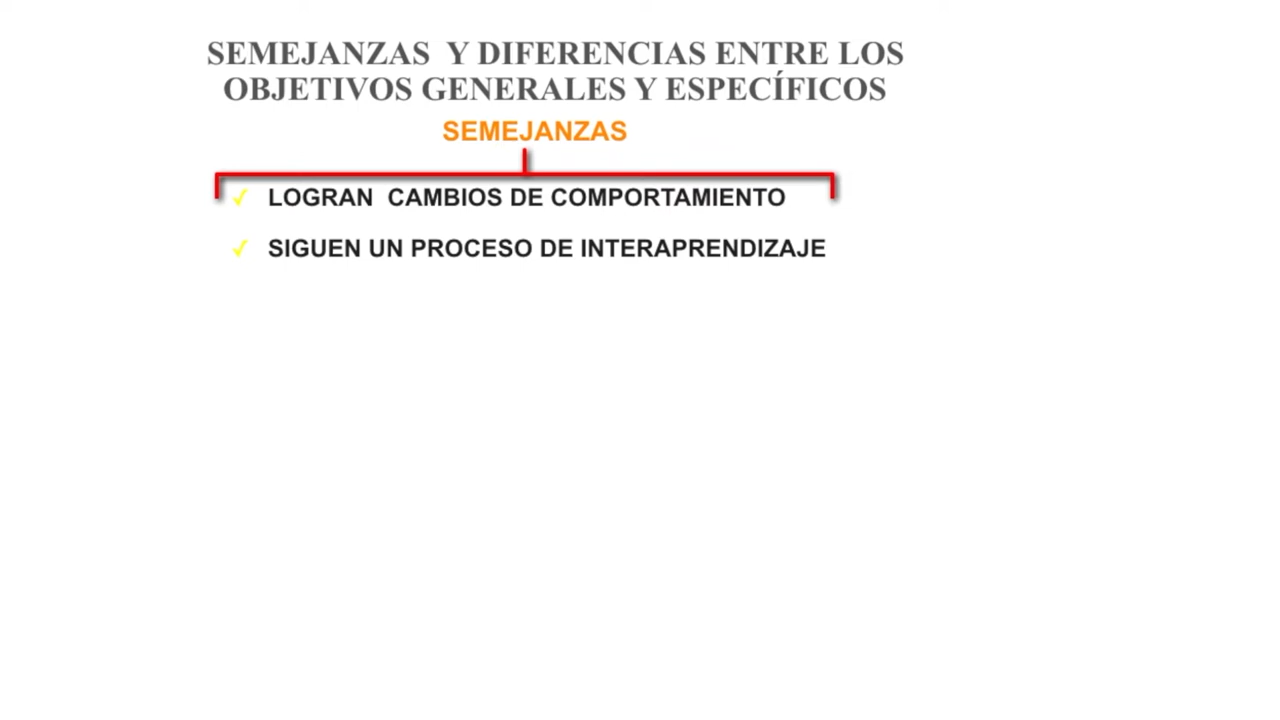 SEMEJANZAS Y DIFERENCIAS ENTRE LOS
OBJETIVOS GENERALES Y ESPECÍFICOS
SEMEJANZAS
✓ LOGRAN CAMBIOS DE COMPORTAMIENTO
✓ SIGUEN UN PROCESO DE INTERAPRENDIZAJE